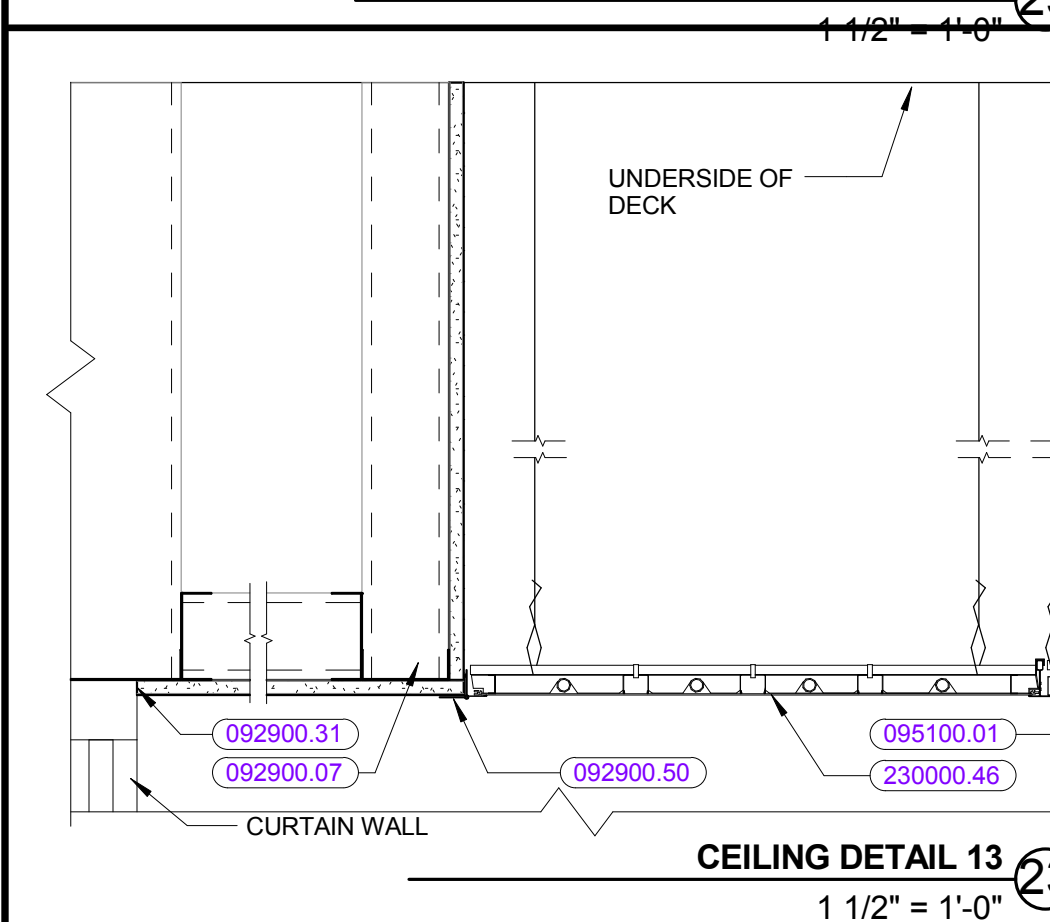 1 1/2" = 1'-0"
UNDERSIDE OF
DECK
092900.31
092900.07
092900.50
095100.01
230000.46
CURTAIN WALL
CEILING DETAIL 13
1 1/2" = 1'-0"